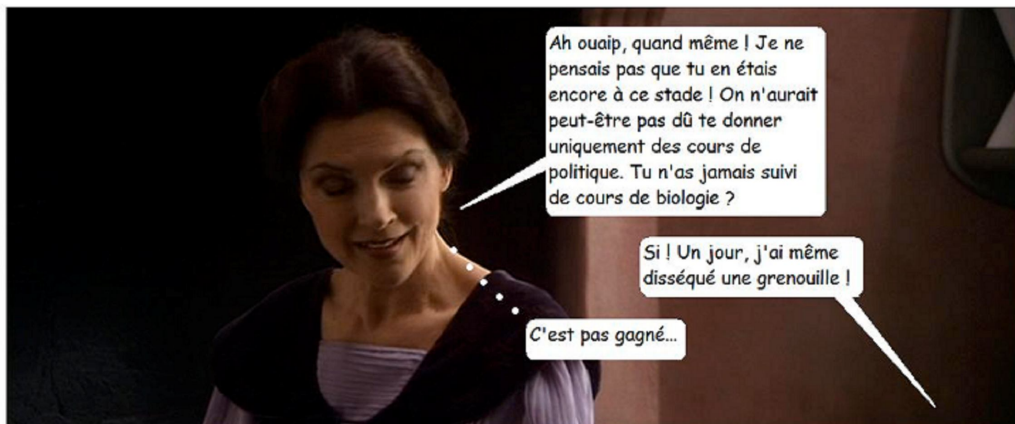 Ah ouaip, quand même ! Je ne
pensais pas que tu en étais
encore à ce stade ! On n'aurait
peut-être pas dû te donner
uniquement des cours de
politique. Tu n'as jamais suivi
de cours de biologie ?
Si ! Un jour, j'ai même
disséqué une grenouille !
C'est pas gagné...